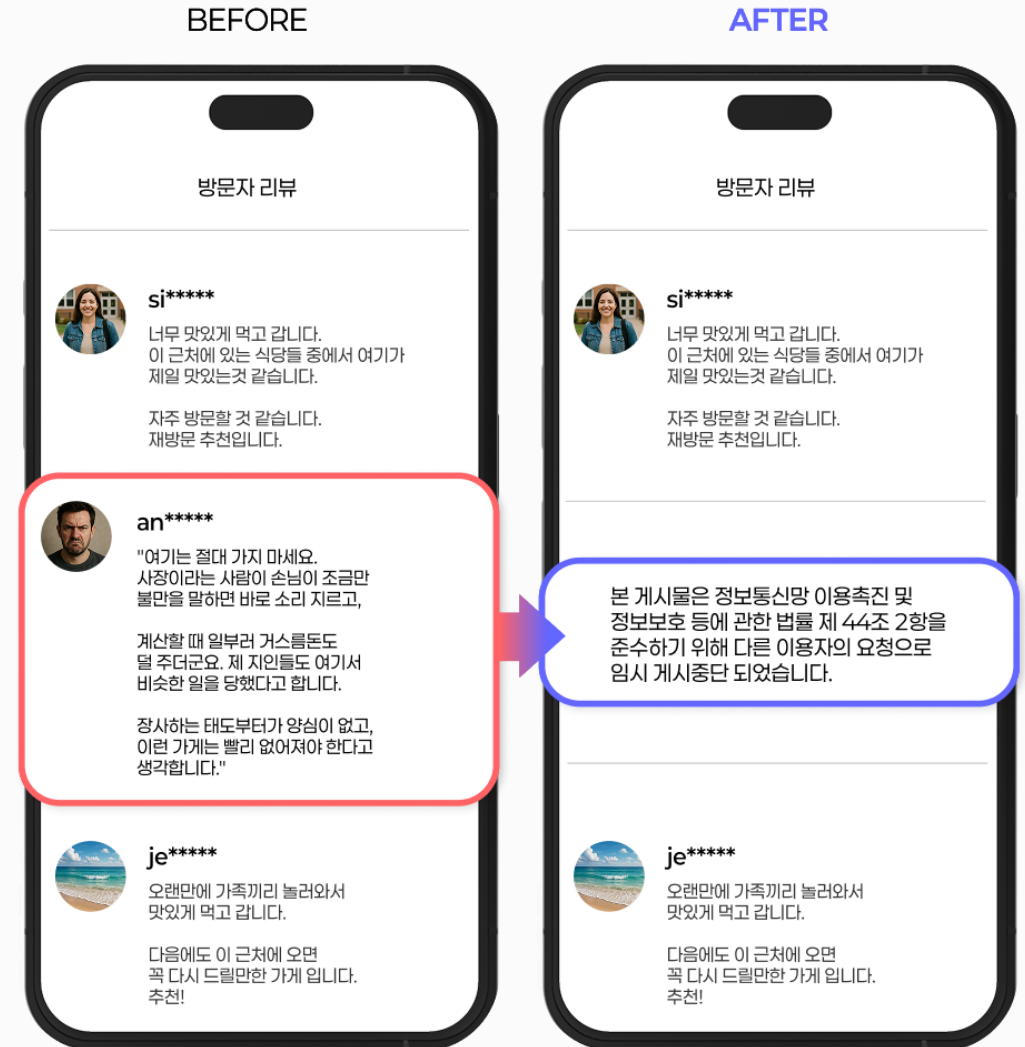 BEFORE
방문자 리뷰
si*****
너무 맛있게 먹고 갑니다.
이 근처에 있는 식당들 중에서 여기가
제일 맛있는것 같습니다.
자주 방문할 것 같습니다.
재방문 추천입니다.
an*****
"여기는 절대 가지 마세요.
사장이라는 사람이 손님이 조금만
불만을 말하면 바로 소리 지르고,
계산할 때 일부러 거스름돈도
덜 주더군요. 제 지인들도 여기서
비슷한 일을 당했다고 합니다.
장사하는 태도부터가 양심이 없고,
이런 가게는 빨리 없어져야 한다고
생각합니다."
je*****
오랜만에 가족끼리 놀러와서
맛있게 먹고 갑니다.
다음에도 이 근처에 오면
꼭 다시 드릴만한 가게 입니다.
추천!
AFTER
방문자 리뷰
si*****
너무 맛있게 먹고 갑니다.
이 근처에 있는 식당들 중에서 여기가
제일 맛있는것 같습니다.
자주 방문할 것 같습니다.
재방문 추천입니다.
본 게시물은 정보통신망 이용촉진 및
정보보호 등에 관한 법률 제 44조 2항을
준수하기 위해 다른 이용자의 요청으로
임시 게시중단 되었습니다.
je*****
오랜만에 가족끼리 놀러와서
맛있게 먹고 갑니다.
다음에도 이 근처에 오면
꼭 다시 드릴만한 가게 입니다.
추천!